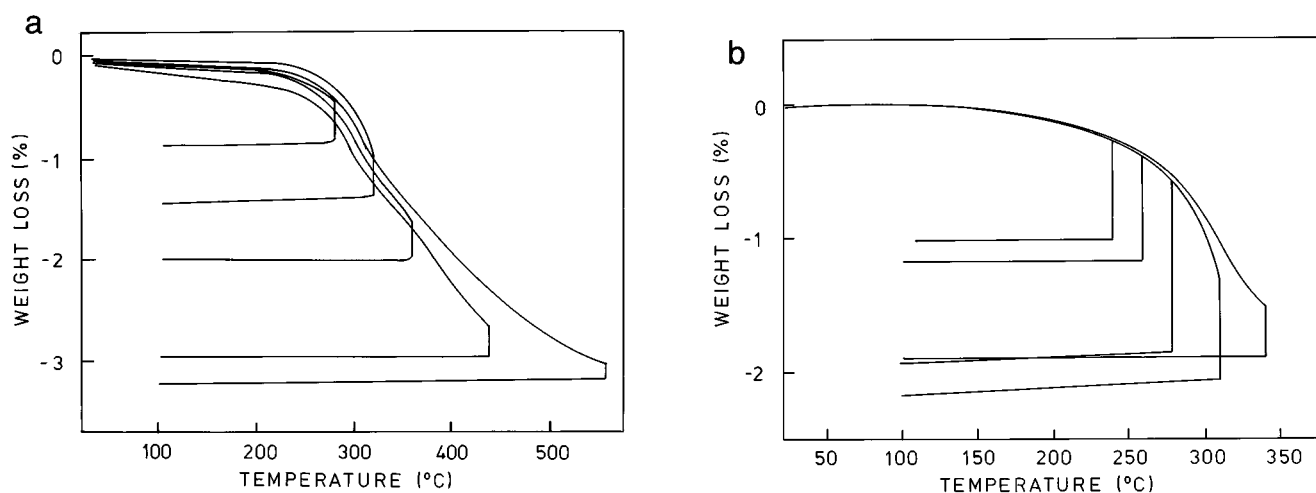 a
0
-1
-2
-3
WEIGHT LOSS (%)
100 200 300 400 500
TEMPERATURE (°C)
b
0
-1
-2
WEIGHT LOSS (%)
50 100 150 200 250 300 350
TEMPERATURE (°C)